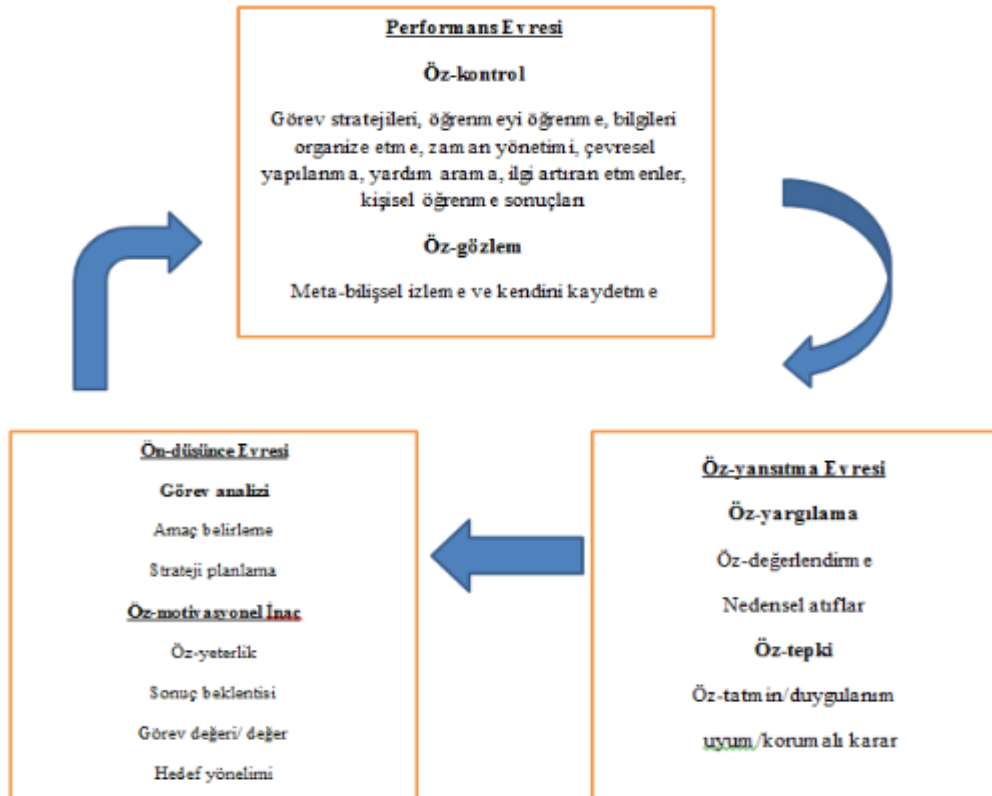 Performans Evresi
Öz-kontrol
Görev stratejileri, öğrenmeyi öğrenme, bilgileri
organize etme, zaman yönetimi, çevresel
yapılanma, yardım arama, ilgi artıran etmenler,
kişisel öğrenme sonuçları
Öz-gözlem
Meta-bilişsel izleme ve kendini kaydetme
Ön-düşünce Evresi
Görev analizi
Amaç belirleme
Strateji planlama
Öz-motivasyonel İnaç
Öz-yeterlik
Sonuç beklentisi
Görev değeri/ değer
Hedef yönelimi
Öz-yansıtma Evresi
Öz-yargılama
Öz-değerlendirme
Nedensel atıflar
Öz-tepki
Öz-tatmin/duygulanım
uyum/korumalı karar